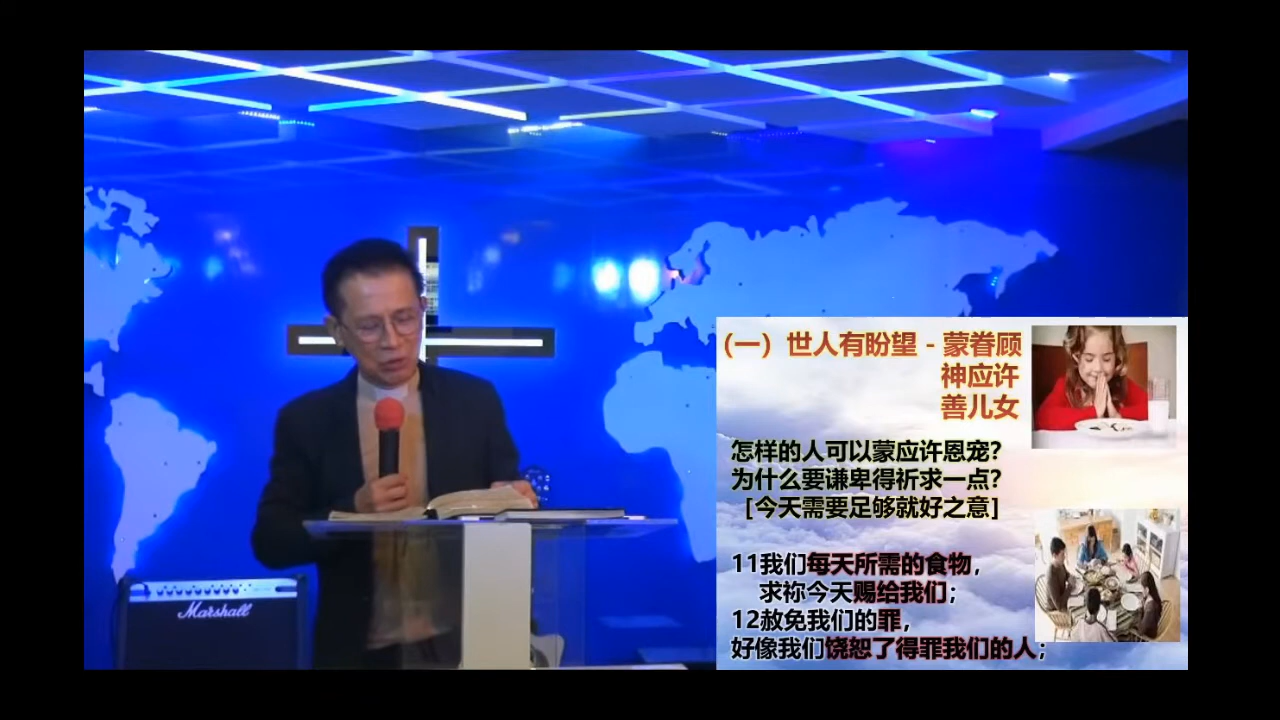 Marshall
(一) 世人有盼望 - 蒙眷顾
神应许
善儿女
怎样的人可以蒙应许恩宠?
为什么要谦卑得祈求一点?
[今天需要足够就好之意]
11我们每天所需的食物,
求祢今天赐给我们;
12赦免我们的罪,
好像我们饶恕了得罪我们的人;